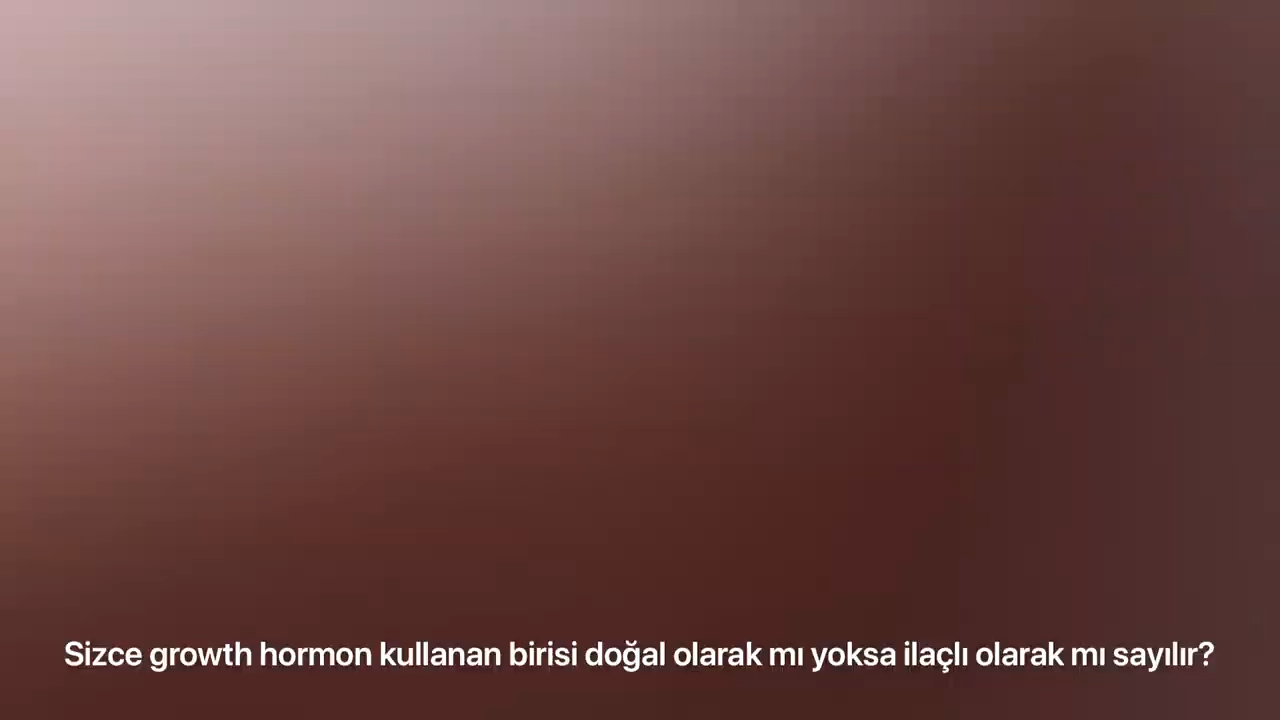 Sizce growth hormon kullanan birisi doğal olarak mı yoksa ilaçlı olarak mı sayılır?